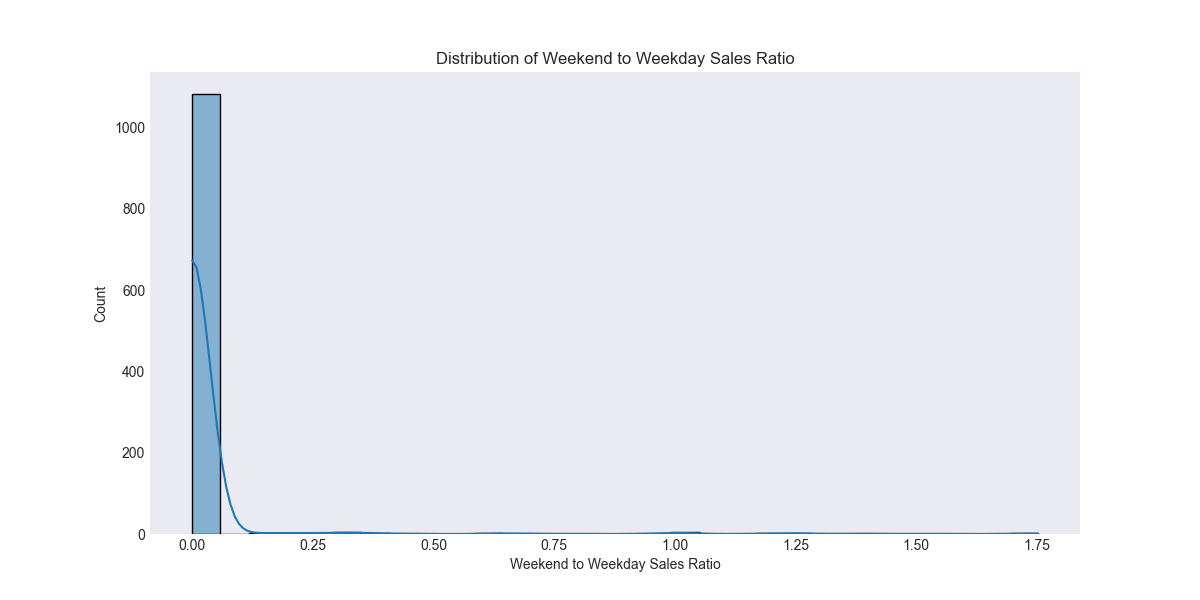 Distribution of Weekend to Weekday Sales Ratio
1000
800
600
400
200
0
Count
0.00 0.25 0.50 0.75 1.00 1.25 1.50 1.75
Weekend to Weekday Sales Ratio